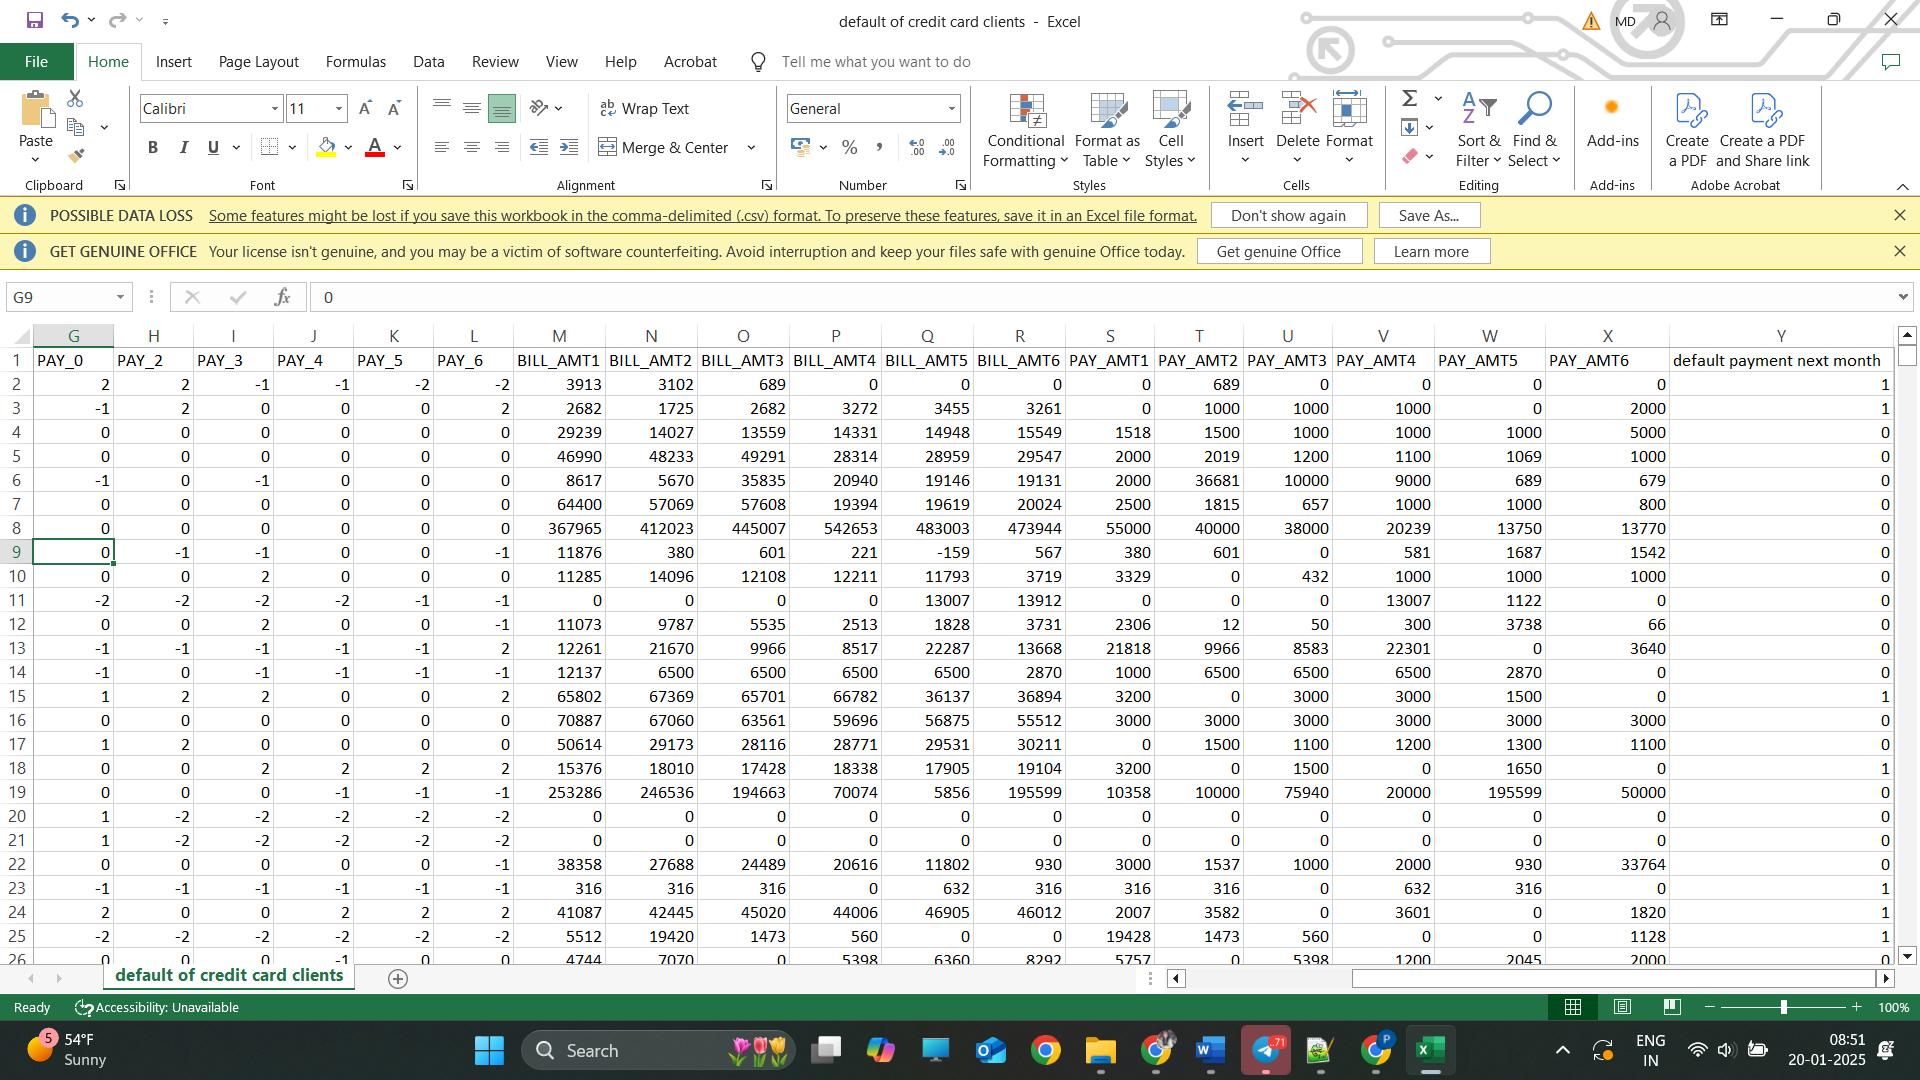 default of credit card clients - Excel
MD
File Home Insert Page Layout Formulas Data Review View Help Acrobat Tell me what you want to do
Calibri 11 Wrap Text General
Paste Merge & Center
Conditional Formatting Format as Table Cell Styles Insert Delete Format Sort & Filter Find & Select Add-ins Create a PDF Create a PDF and Share link
Clipboard Font Alignment Number Styles Cells Editing Add-ins Adobe Acrobat
POSSIBLE DATA LOSS Some features might be lost if you save this workbook in the comma-delimited (.csv) format. To preserve these features, save it in an Excel file format. Don't show again Save As...
GET GENUINE OFFICE Your license isn't genuine, and you may be a victim of software counterfeiting. Avoid interruption and keep your files safe with genuine Office today. Get genuine Office Learn more
G9 fx 0
G H I J K L M N O P Q R S T U V W X Y
1 PAY_0 PAY_2 PAY_3 PAY_4 PAY_5 PAY_6 BILL_AMT1 BILL_AMT2 BILL_AMT3 BILL_AMT4 BILL_AMT5 BILL_AMT6 PAY_AMT1 PAY_AMT2 PAY_AMT3 PAY_AMT4 PAY_AMT5 PAY_AMT6 default payment next month
2 2 2 -1 -1 -2 -2 3913 3102 689 0 0 0 0 689 0 0 0 0 1
3 -1 2 0 0 0 2 2682 1725 2682 3272 3455 3261 0 1000 1000 1000 0 2000 1
4 0 0 0 0 0 0 29239 14027 13559 14331 14948 15549 1518 1500 1000 1000 1000 5000 0
5 0 0 0 0 0 0 46990 48233 49291 28314 28959 29547 2000 2019 1200 1100 1069 1000 0
6 -1 0 -1 0 0 0 8617 5670 35835 20940 19146 19131 2000 36681 10000 9000 689 679 0
7 0 0 0 0 0 0 64400 57069 57608 19394 19619 20024 2500 1815 657 1000 1000 800 0
8 0 0 0 0 0 0 367965 412023 445007 542653 483003 473944 55000 40000 38000 20239 13750 13770 0
9 0 -1 -1 0 0 -1 11876 380 601 221 -159 567 380 601 0 581 1687 1542 0
10 0 0 2 0 0 0 11285 14096 12108 12211 11793 3719 3329 0 432 1000 1000 1000 0
11 -2 -2 -2 -2 -1 -1 0 0 0 0 13007 13912 0 0 0 13007 1122 0 0
12 0 0 2 0 0 -1 11073 9787 5535 2513 1828 3731 2306 12 50 300 3738 66 0
13 -1 -1 -1 -1 -1 2 12261 21670 9966 8517 22287 13668 21818 9966 8583 22301 0 3640 0
14 -1 0 -1 -1 -1 -1 12137 6500 6500 6500 6500 2870 1000 6500 6500 6500 2870 0 0
15 1 2 2 0 0 2 65802 67369 65701 66782 36137 36894 3200 0 3000 3000 1500 0 1
16 0 0 0 0 0 0 70887 67060 63561 59696 56875 55512 3000 3000 3000 3000 3000 3000 0
17 1 2 0 0 0 0 50614 29173 28116 28771 29531 30211 0 1500 1100 1200 1300 1100 0
18 0 0 2 2 2 2 15376 18010 17428 18338 17905 19104 3200 0 1500 0 1650 0 1
19 0 0 0 -1 -1 -1 253286 246536 194663 70074 5856 195599 10358 10000 75940 20000 195599 50000 0
20 1 -2 -2 -2 -2 -2 0 0 0 0 0 0 0 0 0 0 0 0 0
21 1 -2 -2 -2 -2 -2 0 0 0 0 0 0 0 0 0 0 0 0 0
22 0 0 0 0 0 -1 38358 27688 24489 20616 11802 930 3000 1537 1000 2000 930 33764 0
23 -1 -1 -1 -1 -1 -1 316 316 316 0 632 316 316 316 0 632 316 0 1
24 2 0 0 2 2 2 41087 42445 45020 44006 46905 46012 2007 3582 0 3601 0 1820 1
25 -2 -2 -2 -2 -2 -2 5512 19420 1473 560 0 0 19428 1473 560 0 0 1128 1
26 0 0 0 -1 0 0 4744 7070 0 5398 6360 8292 5757 0 5398 1200 2045 2000 0
default of credit card clients
Ready Accessibility: Unavailable 100%
5 54°F
Sunny
Search
71
ENG
IN
08:51
20-01-2025